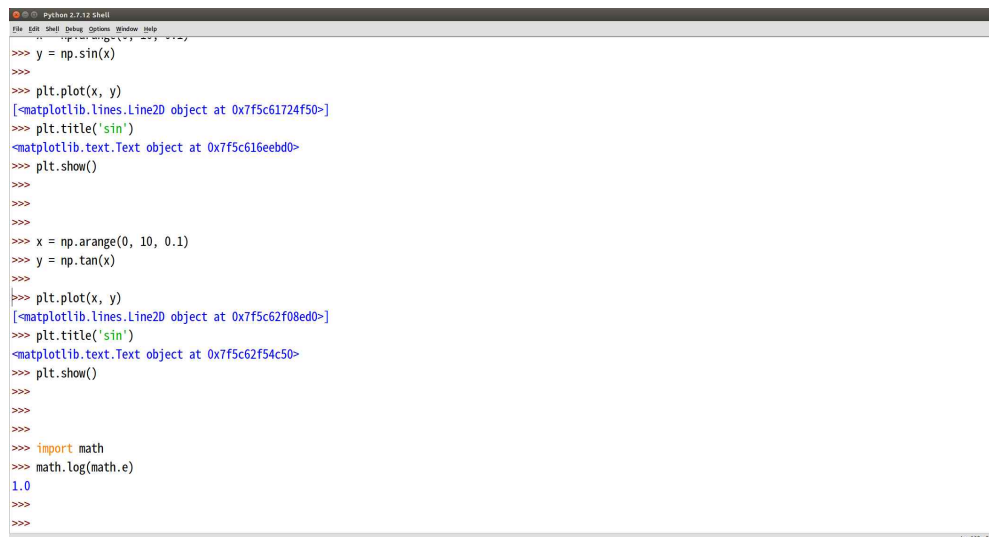 Python 2.7.12 Shell
File Edit Shell Debug Options Window Help
>>> y = np.sin(x)
>>>
>>> plt.plot(x, y)
[<matplotlib.lines.Line2D object at 0x7f5c61724f50>]
>>> plt.title('sin')
<matplotlib.text.Text object at 0x7f5c616eebd0>
>>> plt.show()
>>>
>>>
>>>
>>> x = np.arange(0, 10, 0.1)
>>> y = np.tan(x)
>>>
>>> plt.plot(x, y)
[<matplotlib.lines.Line2D object at 0x7f5c62f08ed0>]
>>> plt.title('sin')
<matplotlib.text.Text object at 0x7f5c62f54c50>
>>> plt.show()
>>>
>>>
>>>
>>> import math
>>> math.log(math.e)
1.0
>>>
>>>